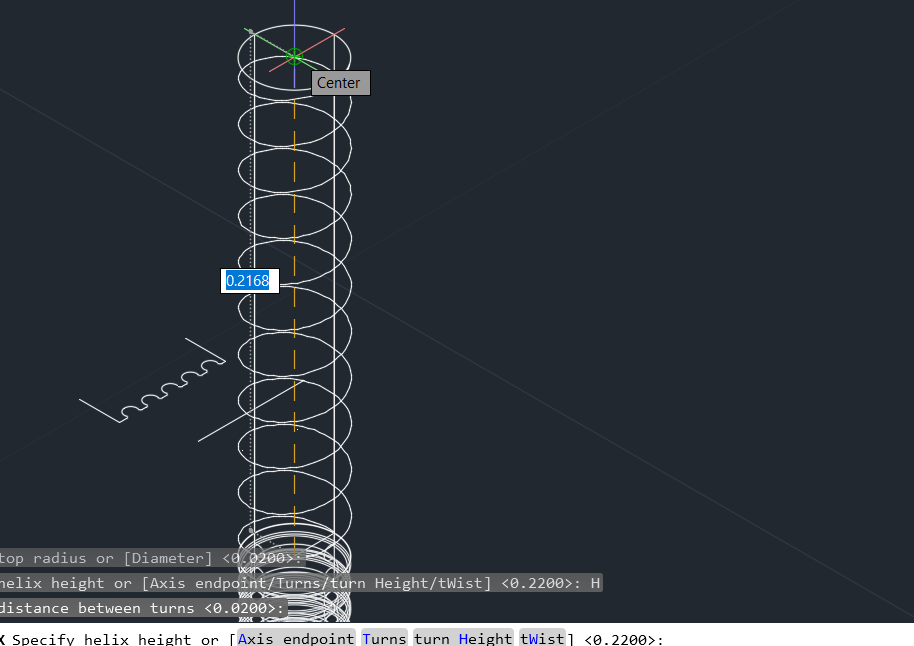 Center
0.2168
top radius or [Diameter] <0.0200>:
helix height or [Axis endpoint/Turns/turn Height/tWist] <0.2200>: H
distance between turns <0.0200>:
X Specify helix height or [Axis endpoint Turns turn Height tWist] <0.2200>: